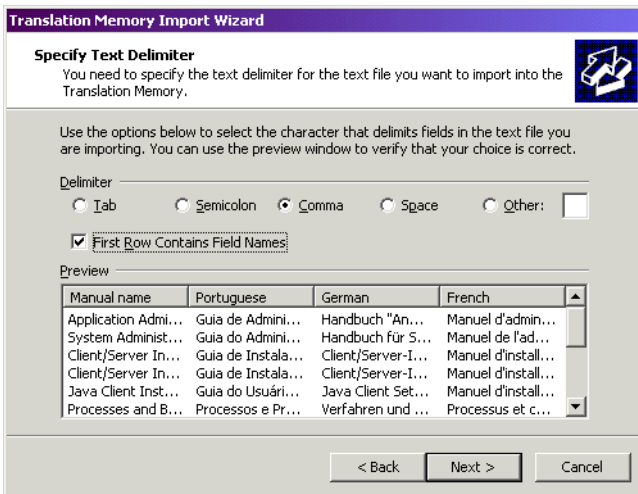 Translation Memory Import Wizard
Specify Text Delimiter
You need to specify the text delimiter for the text file you want to import into the
Translation Memory.
Use the options below to select the character that delimits fields in the text file you
are importing. You can use the preview window to verify that your choice is correct.
Delimiter
Tab Semicolon Comma Space Other:
First Row Contains Field Names
Preview
Manual name Portuguese German French
Application Admi... Guia de Admini... Handbuch "An... Manuel d'admin...
System Administ... Guia do Admini... Handbuch für S... Manuel de l'ad...
Client/Server In... Guia de Instala... Client/Server-I... Manuel d'install...
Client/Server In... Guia de Instala... Client/Server-I... Manuel d'install...
Java Client Inst... Guia do Usuári... Java Client Set... Manuel d'install...
Processes and B... Processos e Pr... Verfahren und ... Processus et c...
< Back Next > Cancel